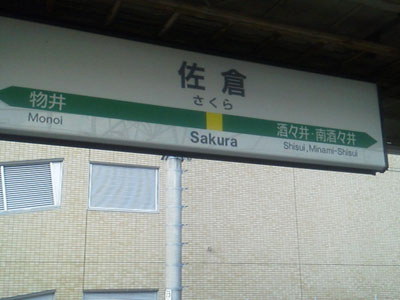 佐倉
さくら
物井
Monoi
Sakura
酒々井・南酒々井
Shisui, Minami-Shisui